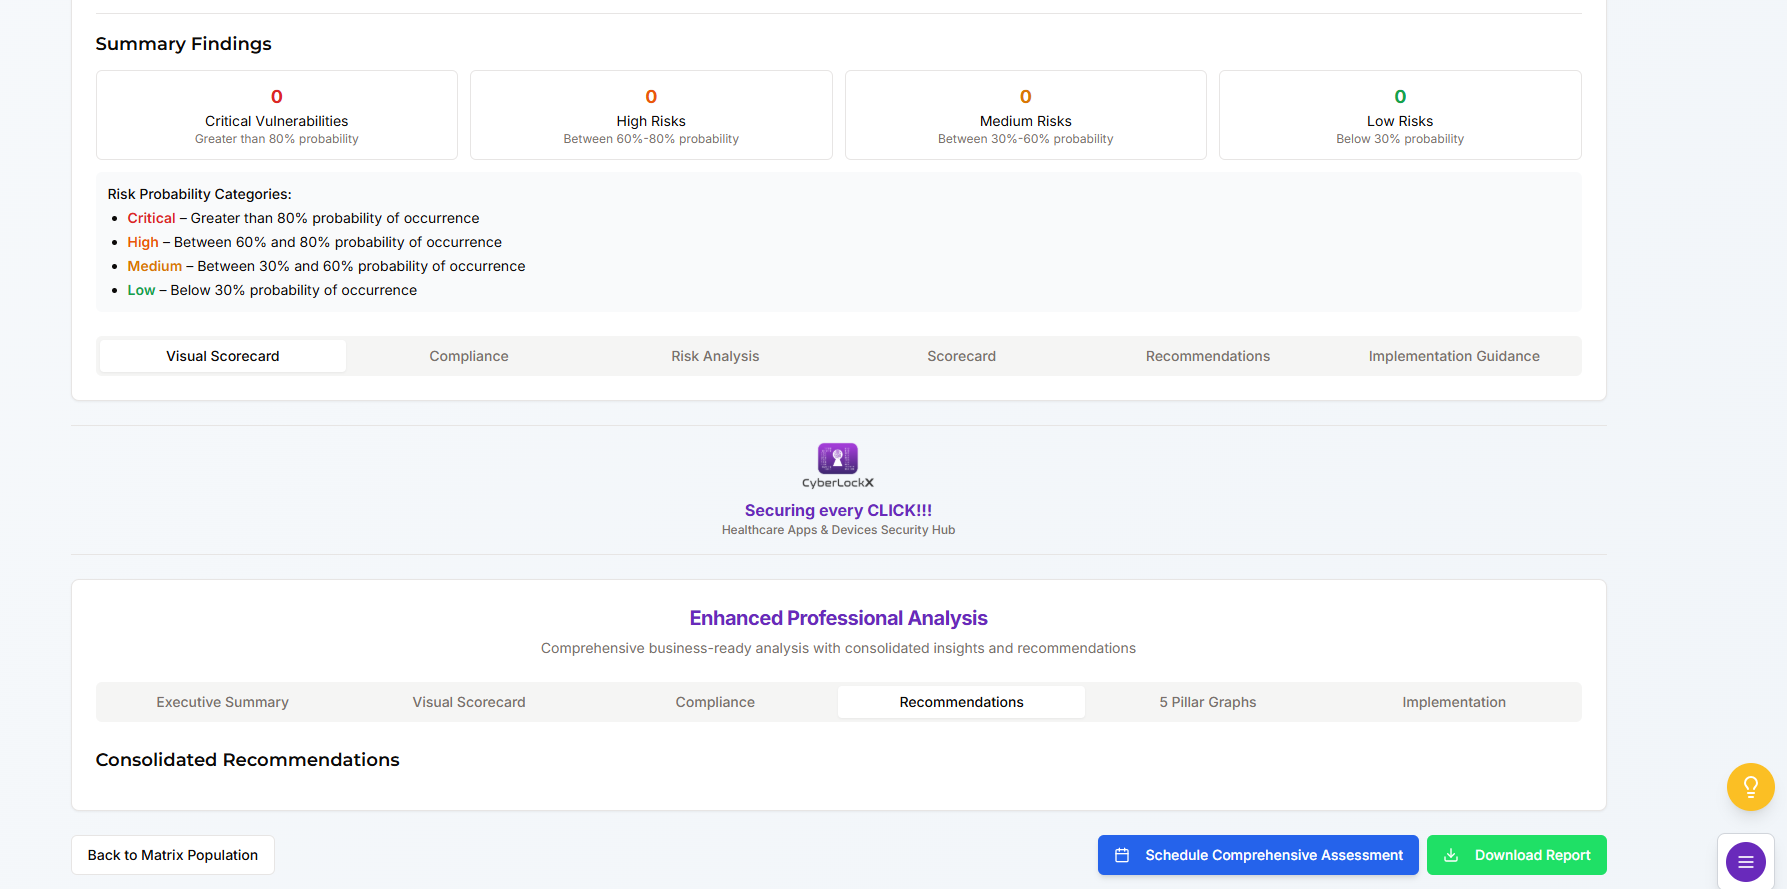 Summary Findings
0
Critical Vulnerabilities
Greater than 80% probability
0
High Risks
Between 60%-80% probability
0
Medium Risks
Between 30%-60% probability
0
Low Risks
Below 30% probability
Risk Probability Categories:
• Critical – Greater than 80% probability of occurrence
• High – Between 60% and 80% probability of occurrence
• Medium – Between 30% and 60% probability of occurrence
• Low – Below 30% probability of occurrence
Visual Scorecard
Compliance
Risk Analysis
Scorecard
Recommendations
Implementation Guidance
CyberLockX
Securing every CLICK!!!
Healthcare Apps & Devices Security Hub
Enhanced Professional Analysis
Comprehensive business-ready analysis with consolidated insights and recommendations
Executive Summary
Visual Scorecard
Compliance
Recommendations
5 Pillar Graphs
Implementation
Consolidated Recommendations
Back to Matrix Population
Schedule Comprehensive Assessment
Download Report